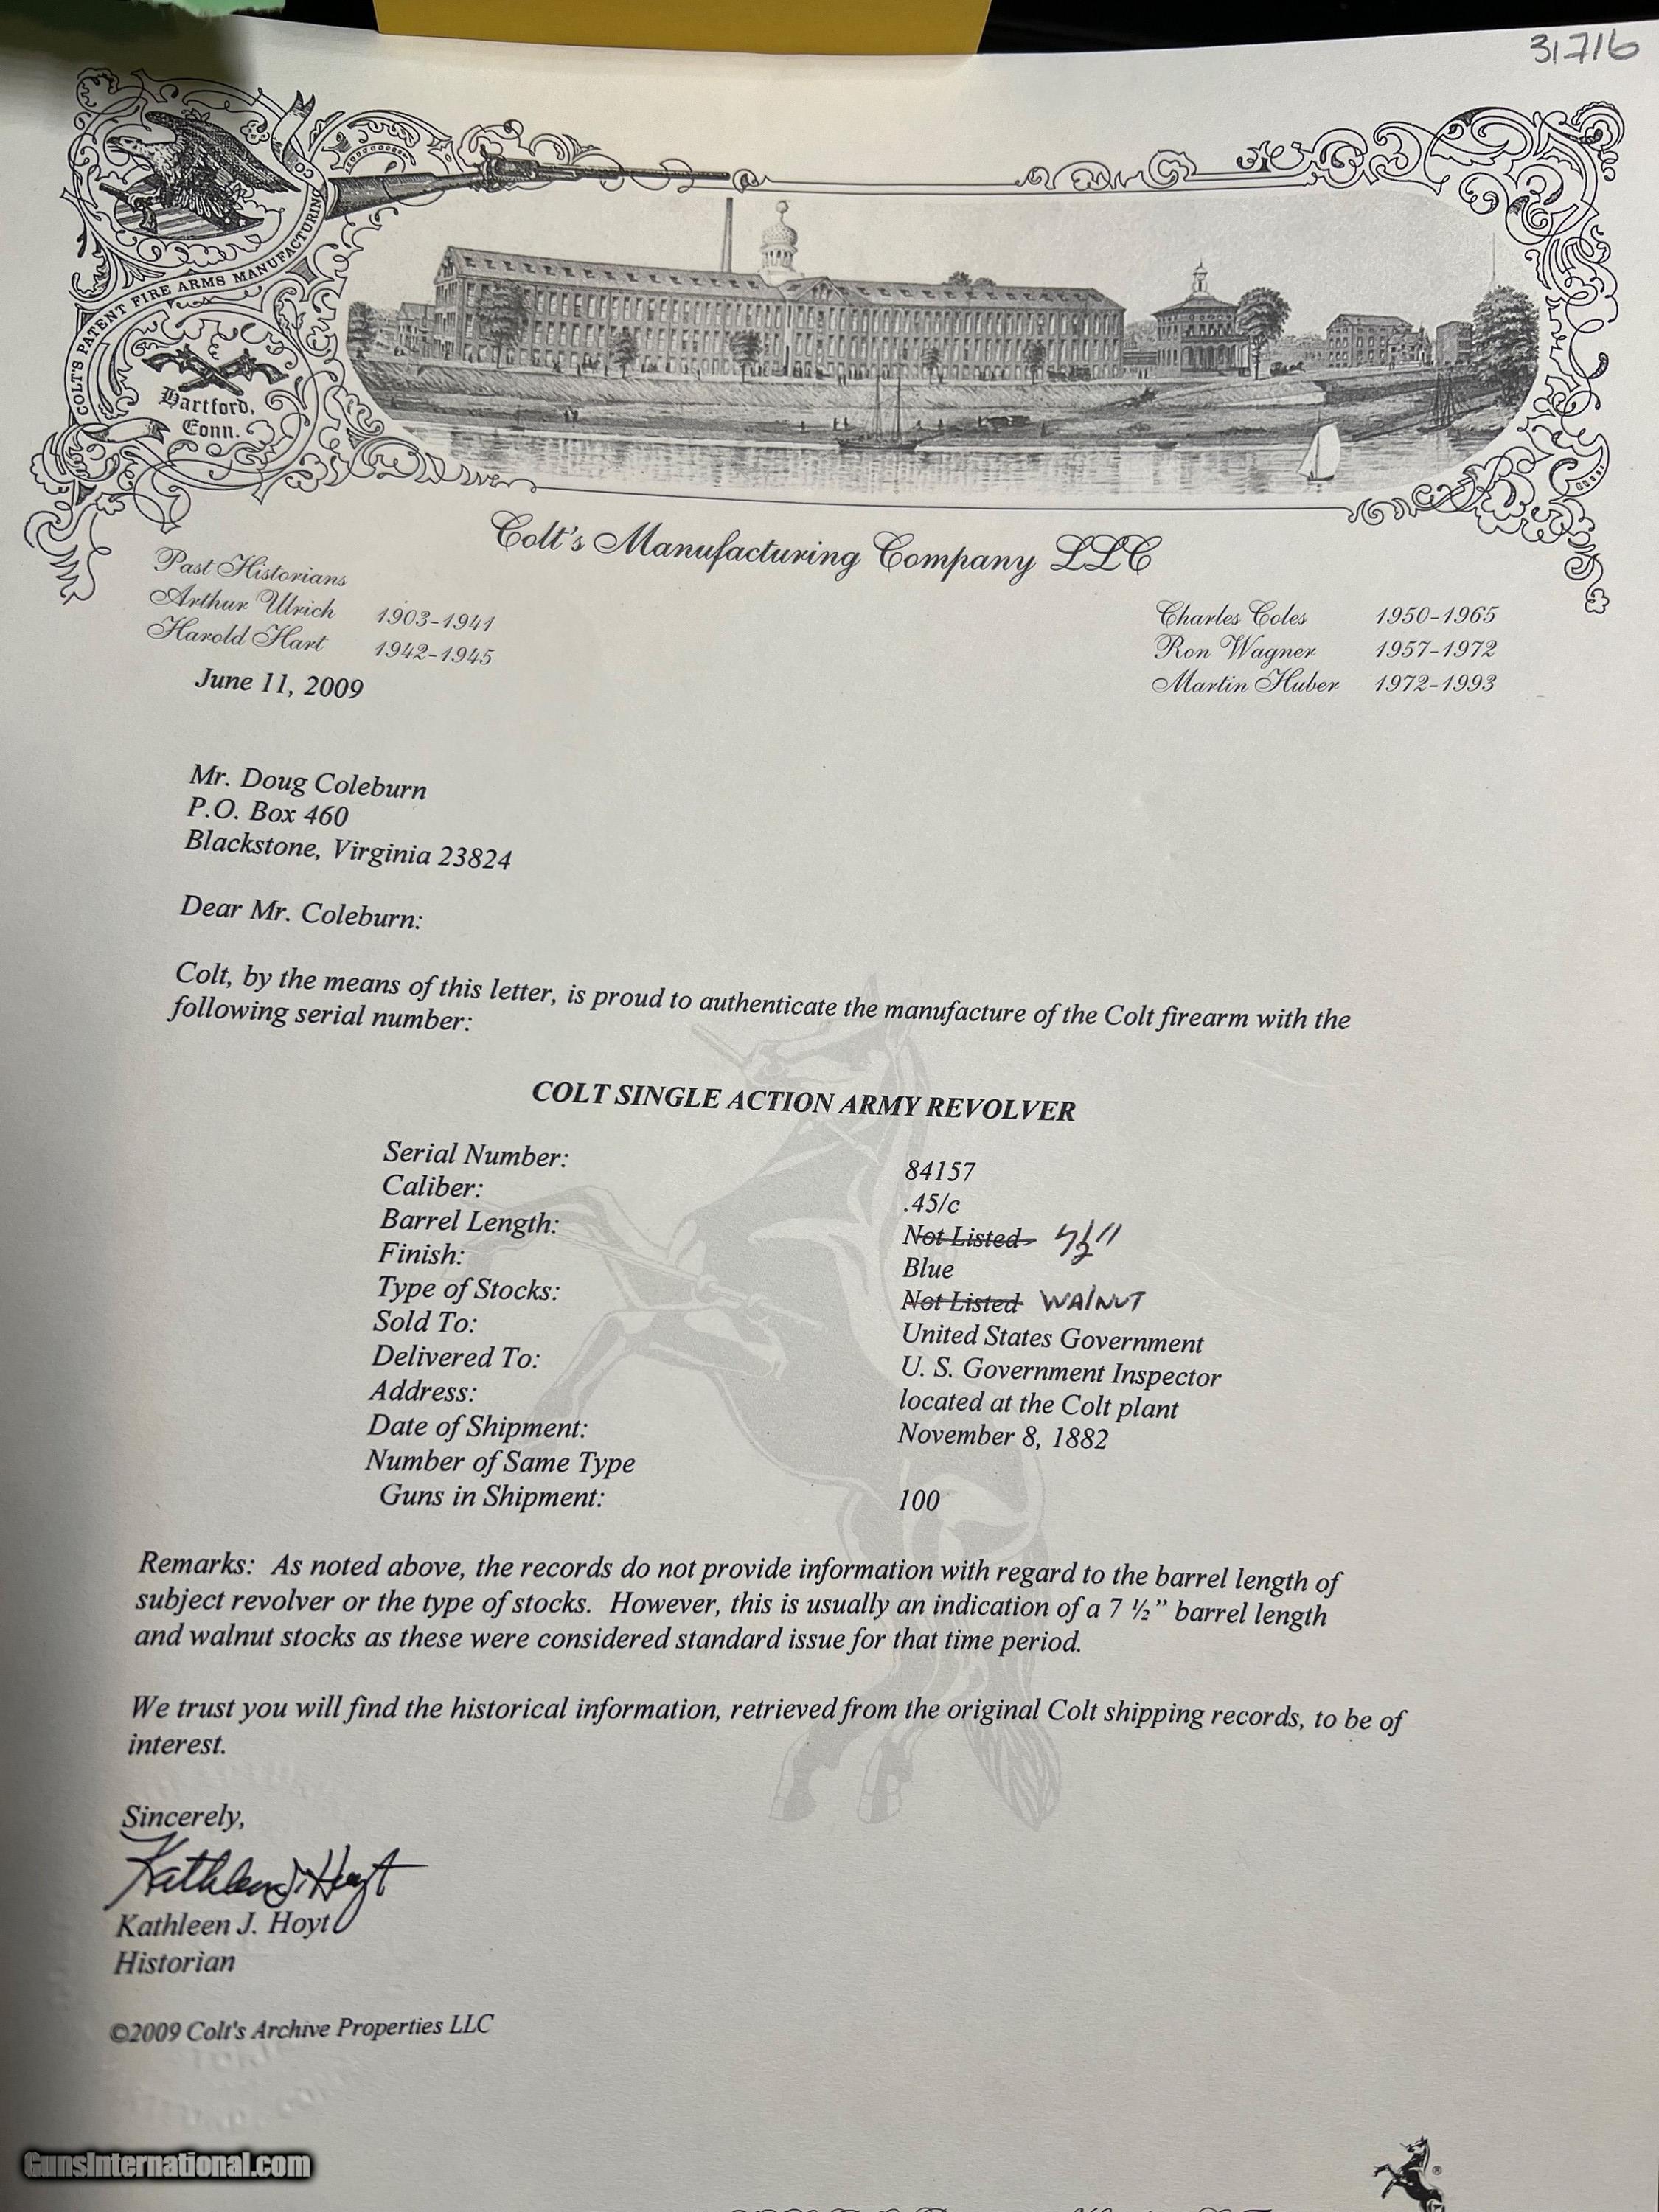 31716
COLT'S PATENT FIRE ARMS MANUFACTURING CO.
Hartford,
Conn.
Colt's Manufacturing Company LLC
Past Historians
Arthur Ulrich 1903-1941
Harold Hart 1942-1945
Charles Coles 1950-1965
Ron Wagner 1957-1972
Martin Huber 1972-1993
June 11, 2009
Mr. Doug Coleburn
P.O. Box 460
Blackstone, Virginia 23824
Dear Mr. Coleburn:
Colt, by the means of this letter, is proud to authenticate the manufacture of the Colt firearm with the
following serial number:
COLT SINGLE ACTION ARMY REVOLVER
Serial Number: 84157
Caliber: .45/c
Barrel Length: Not Listed 7½"
Finish: Blue
Type of Stocks: Not Listed WAlNUT
Sold To: United States Government
Delivered To: U. S. Government Inspector
Address: located at the Colt plant
Date of Shipment: November 8, 1882
Number of Same Type
Guns in Shipment: 100
Remarks: As noted above, the records do not provide information with regard to the barrel length of
subject revolver or the type of stocks. However, this is usually an indication of a 7 ½” barrel length
and walnut stocks as these were considered standard issue for that time period.
We trust you will find the historical information, retrieved from the original Colt shipping records, to be of
interest.
Sincerely,
Kathleen J. Hoyt
Kathleen J. Hoyt
Historian
©2009 Colt's Archive Properties LLC
GunsInternational.com